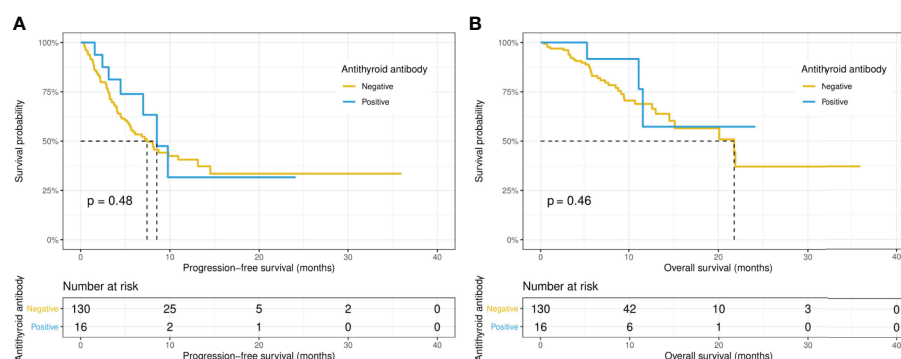 A
100%
75%
50%
25%
0%
Survival probability
Antithyroid antibody
Negative
Positive
p = 0.48
0 10 20 30 40
Progression-free survival (months)
Number at risk
Antithyroid antibody
Negative 130 25 5 2 0
Positive 16 2 1 0 0
0 10 20 30 40
Progression-free survival (months)
B
100%
75%
50%
25%
0%
Survival probability
Antithyroid antibody
Negative
Positive
p = 0.46
0 10 20 30 40
Overall survival (months)
Number at risk
Antithyroid antibody
Negative 130 42 10 3 0
Positive 16 6 1 0 0
0 10 20 30 40
Overall survival (months)